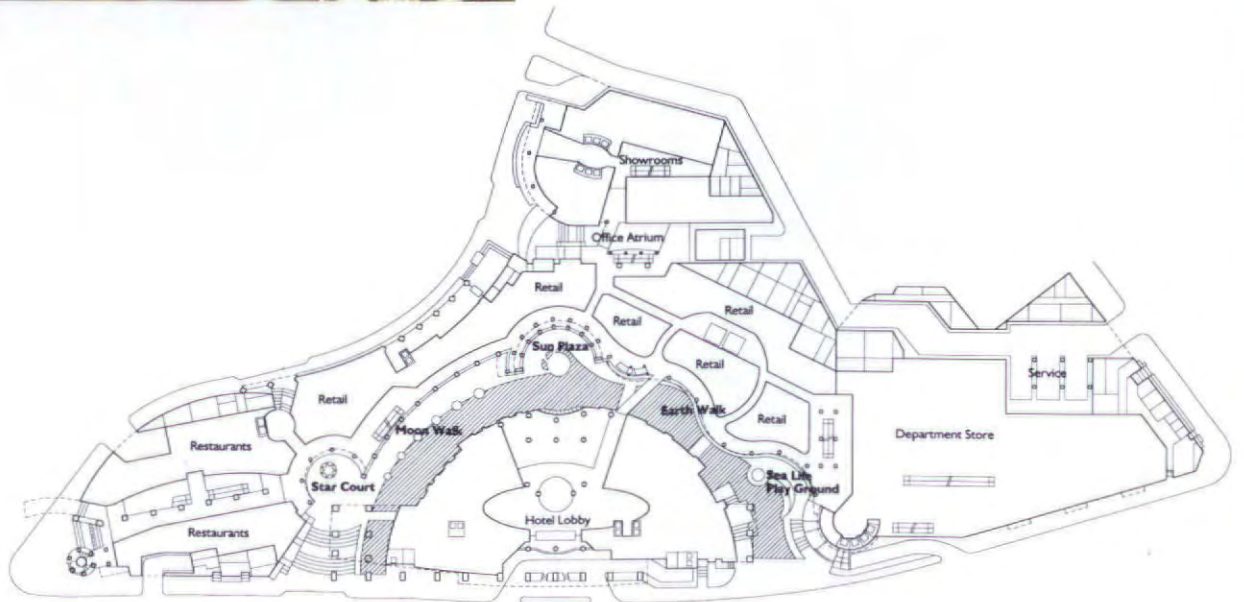 Showrooms
Office Atrium
Retail
Retail
Retail
Sun Plaza
Retail
Service
Retail
Earth Walk
Retail
Moon Walk
Department Store
Restaurants
Sea Life
Play Ground
Star Court
Hotel Lobby
Restaurants